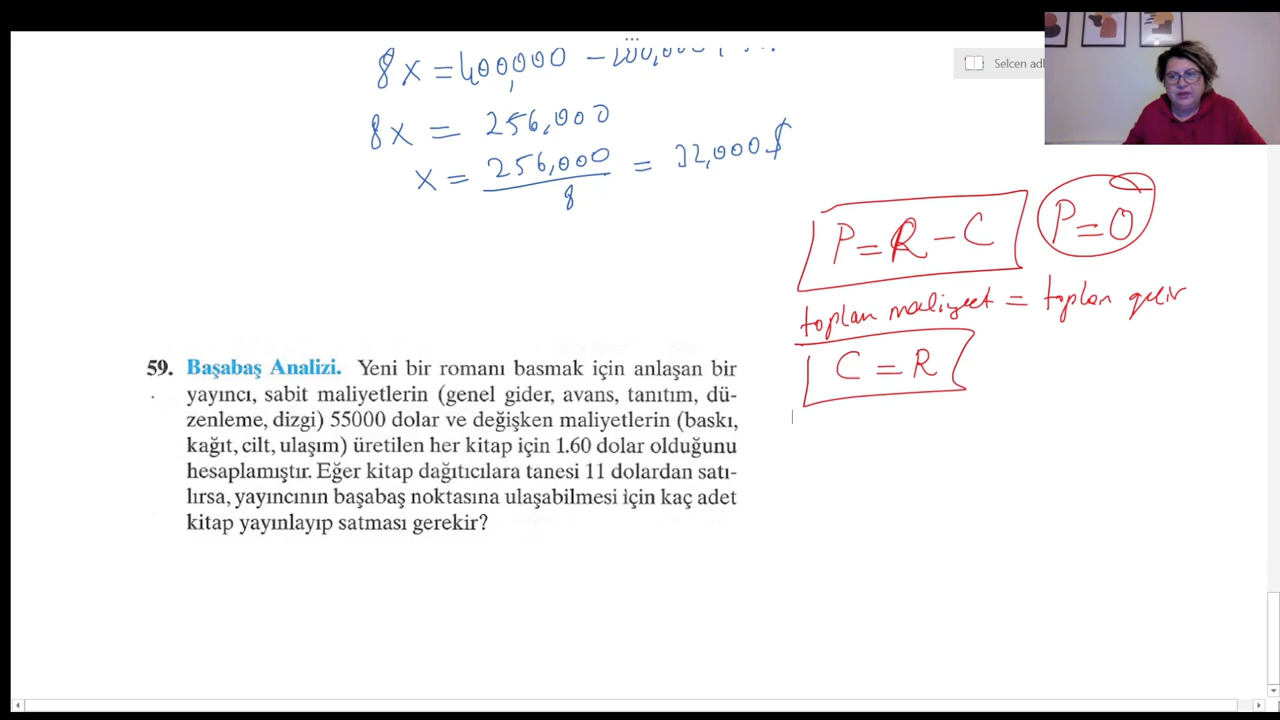 8x = 400,000 -
Selcen
8x = 256,000
x = 256,000 / 8 = 32,000 $
P = R - C
P = 0
toplam maliyet = toplam gelir
C = R
59. Başabaş Analizi. Yeni bir romanı basmak için anlaşan bir
yayıncı, sabit maliyetlerin (genel gider, avans, tanıtım, dü-
zenleme, dizgi) 55000 dolar ve değişken maliyetlerin (baskı,
kağıt, cilt, ulaşım) üretilen her kitap için 1.60 dolar olduğunu
hesaplamıştır. Eğer kitap dağıtıcılara tanesi 11 dolardan satı-
lırsa, yayıncının başabaş noktasına ulaşabilmesi için kaç adet
kitap yayınlayıp satması gerekir?